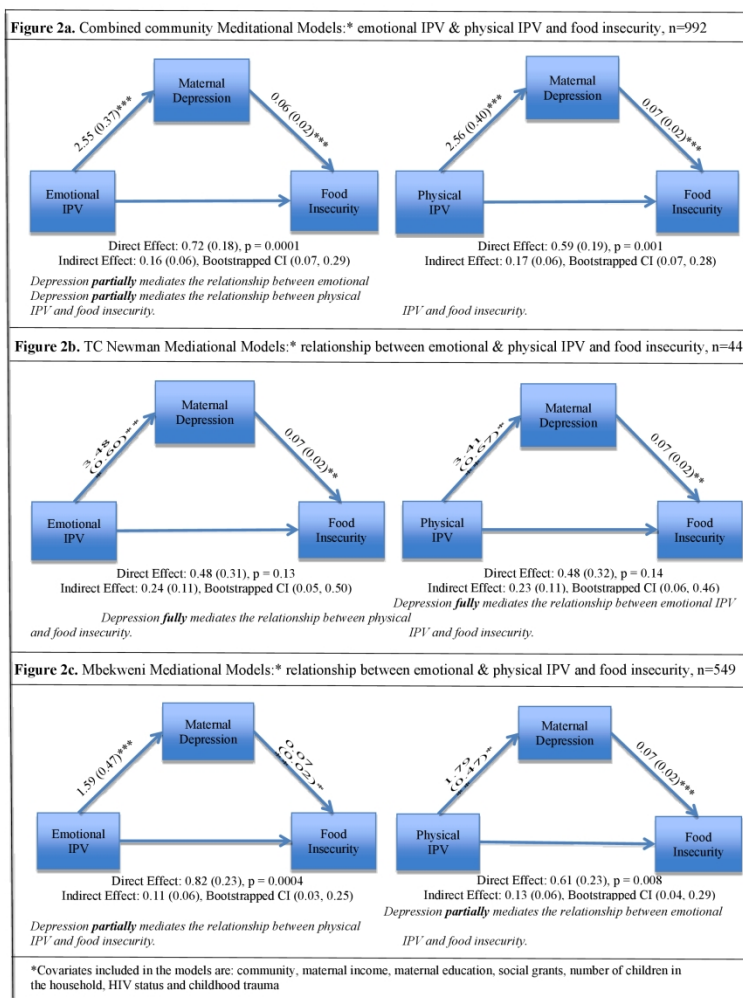 Figure 2a. Combined community Meditational Models:* emotional IPV & physical IPV and food insecurity, n=992
Maternal
Depression
2.55 (0.37)***
0.06 (0.02)***
Emotional
IPV
Food
Insecurity
Direct Effect: 0.72 (0.18), p = 0.0001
Indirect Effect: 0.16 (0.06), Bootstrapped CI (0.07, 0.29)
Depression partially mediates the relationship between emotional
Depression partially mediates the relationship between physical
IPV and food insecurity.
Maternal
Depression
2.56 (0.40)***
0.07 (0.02)***
Physical
IPV
Food
Insecurity
Direct Effect: 0.59 (0.19), p = 0.001
Indirect Effect: 0.17 (0.06), Bootstrapped CI (0.07, 0.28)
IPV and food insecurity.
Figure 2b. TC Newman Mediational Models:* relationship between emotional & physical IPV and food insecurity, n=44
Maternal
Depression
3.48
(0.60)**
0.07 (0.02)**
Emotional
IPV
Food
Insecurity
Direct Effect: 0.48 (0.31), p = 0.13
Indirect Effect: 0.24 (0.11), Bootstrapped CI (0.05, 0.50)
Depression fully mediates the relationship between physical
and food insecurity.
Maternal
Depression
3.41
(0.67)*
0.07 (0.02)**
Physical
IPV
Food
Insecurity
Direct Effect: 0.48 (0.32), p = 0.14
Indirect Effect: 0.23 (0.11), Bootstrapped CI (0.06, 0.46)
Depression fully mediates the relationship between emotional IPV
IPV and food insecurity.
Figure 2c. Mbekweni Mediational Models:* relationship between emotional & physical IPV and food insecurity, n=549
Maternal
Depression
1.59 (0.47)***
0.07
(0.02)*
Emotional
IPV
Food
Insecurity
Direct Effect: 0.82 (0.23), p = 0.0004
Indirect Effect: 0.11 (0.06), Bootstrapped CI (0.03, 0.25)
Depression partially mediates the relationship between physical
IPV and food insecurity.
Maternal
Depression
1.79
(0.47)*
0.07 (0.02)***
Physical
IPV
Food
Insecurity
Direct Effect: 0.61 (0.23), p = 0.008
Indirect Effect: 0.13 (0.06), Bootstrapped CI (0.04, 0.29)
Depression partially mediates the relationship between emotional
IPV and food insecurity.
*Covariates included in the models are: community, maternal income, maternal education, social grants, number of children in
the household, HIV status and childhood trauma